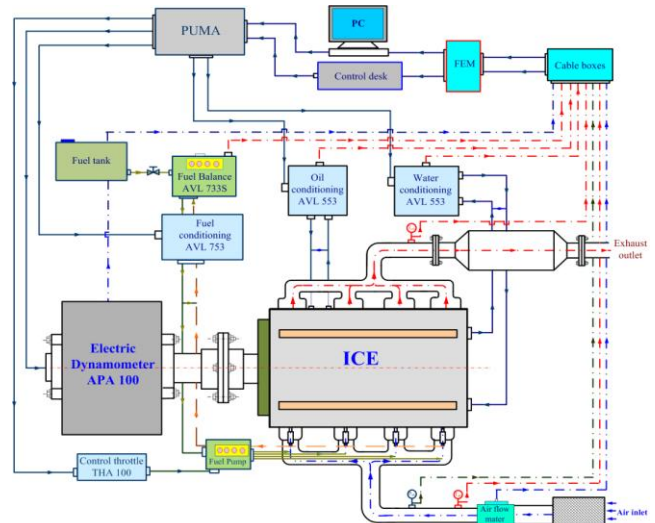 PUMA
PC
Control desk
FEM
Cable boxes
Fuel tank
Fuel Balance
AVL 733S
Oil
conditioning
AVL 553
Water
conditioning
AVL 553
Fuel
conditioning
AVL 753
Exhaust
outlet
Electric
Dynamometer
APA 100
ICE
Control throttle
THA 100
Fuel Pump
Air flow
mater
Air inlet